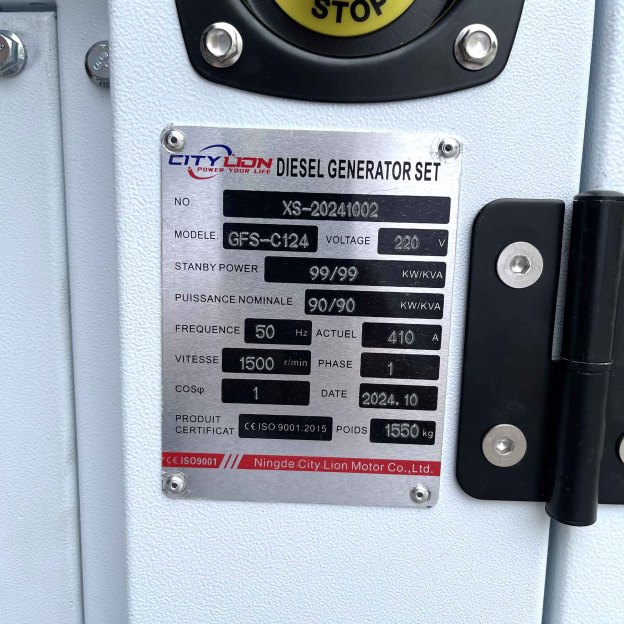 STOP
CITY LION
POWER YOUR LIFE
DIESEL GENERATOR SET
NO. XS-20241002
MODELE. GFS-C124 VOLTAGE 220 V
STANBY POWER 99/99 KW/KVA
PUISSANCE NOMINALE 90/90 KW/KVA
FREQUENCE 50 Hz ACTUEL 410 A
VITESSE 1500 r/min PHASE 1
COSφ 1 DATE 2024.10
PRODUIT CERTIFICAT CE ISO 9001:2015 POIDS 1550 kg
CE ISO9001 Ningde City Lion Motor Co.,Ltd.